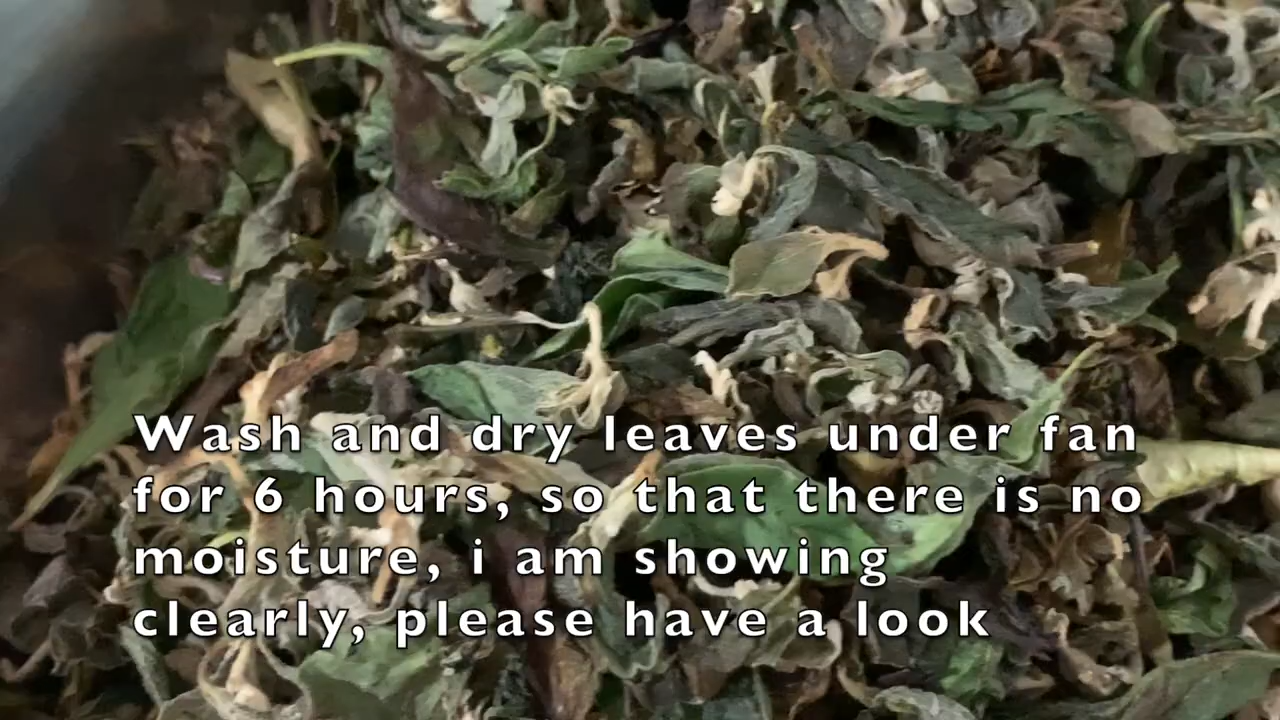 Wash and dry leaves under fan
for 6 hours, so that there is no
moisture, i am showing
clearly, please have a look